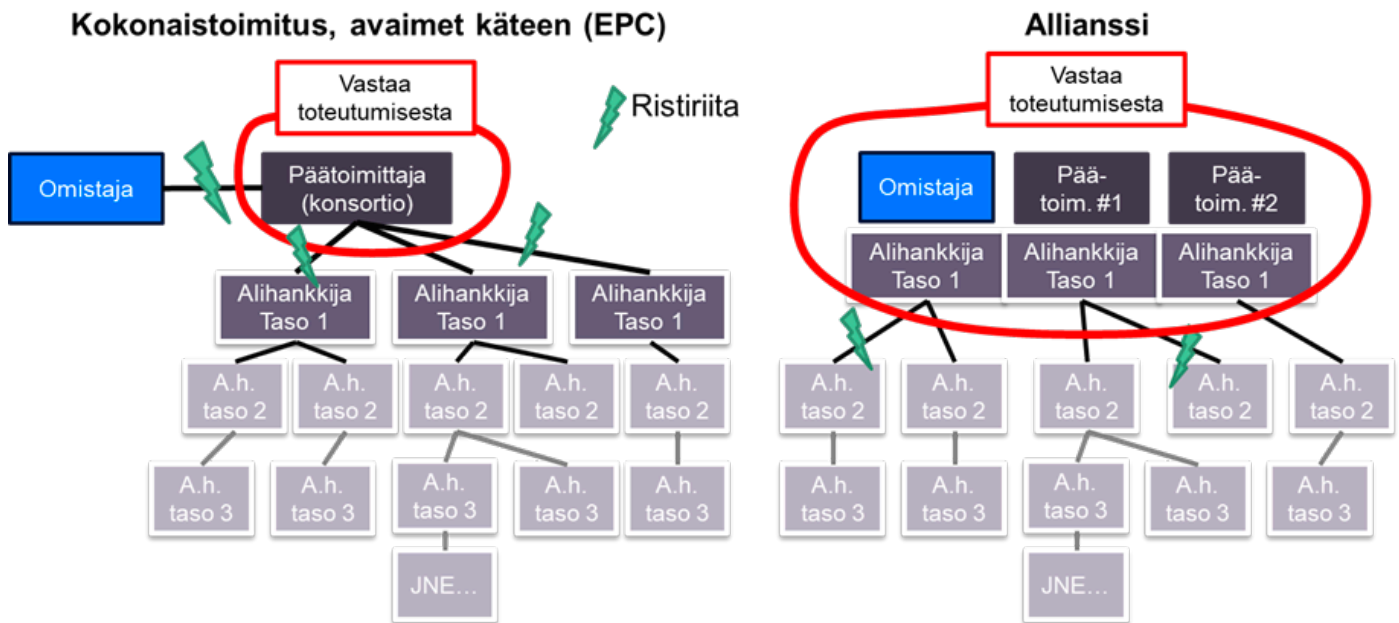 Kokonaistoimitus, avaimet käteen (EPC)
Vastaa
toteutumisesta
Ristiriita
Omistaja
Päätoimittaja
(konsortio)
Alihankkija
Taso 1
Alihankkija
Taso 1
Alihankkija
Taso 1
A.h.
taso 2
A.h.
taso 2
A.h.
taso 2
A.h.
taso 2
A.h.
taso 2
A.h.
taso 3
A.h.
taso 3
A.h.
taso 3
A.h.
taso 3
A.h.
taso 3
JNE…
Allianssi
Vastaa
toteutumisesta
Omistaja
Pää-
toim. #1
Pää-
toim. #2
Alihankkija
Taso 1
Alihankkija
Taso 1
Alihankkija
Taso 1
A.h.
taso 2
A.h.
taso 2
A.h.
taso 2
A.h.
taso 2
A.h.
taso 2
A.h.
taso 3
A.h.
taso 3
A.h.
taso 3
A.h.
taso 3
A.h.
taso 3
JNE…